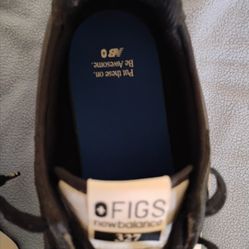 Put these on.
Be Awesome.
NB
FIGS
new balance
327